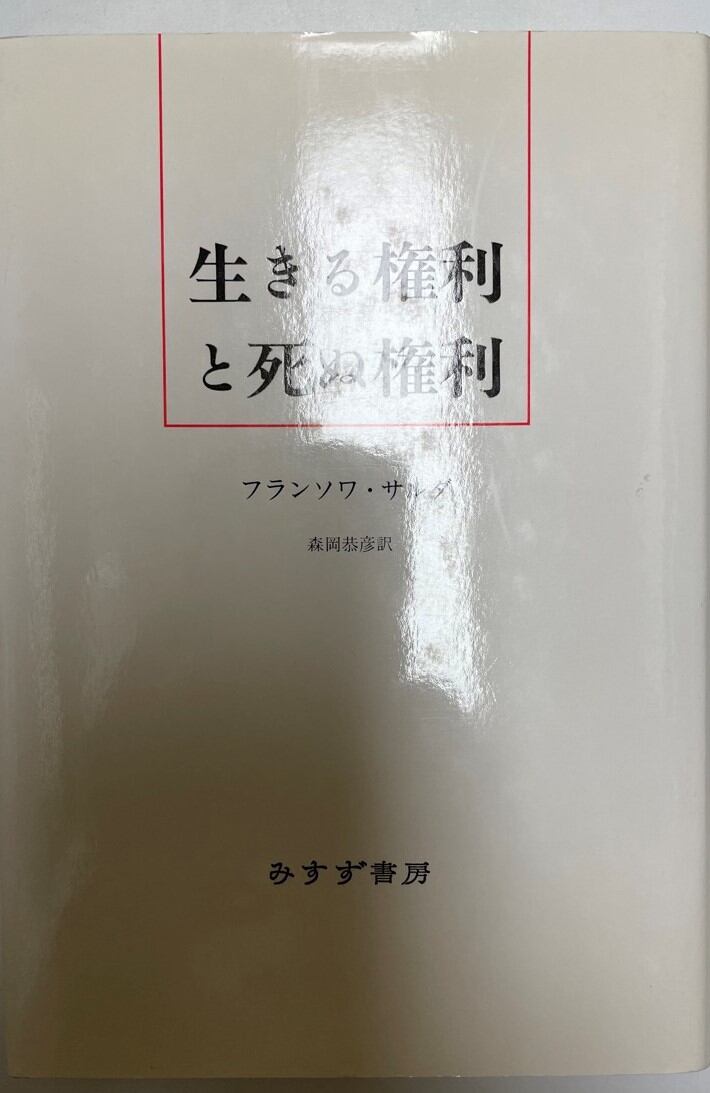 生きる権利
と死ぬ権利
フランソワ・サルダ
森岡恭彦訳
みすず書房